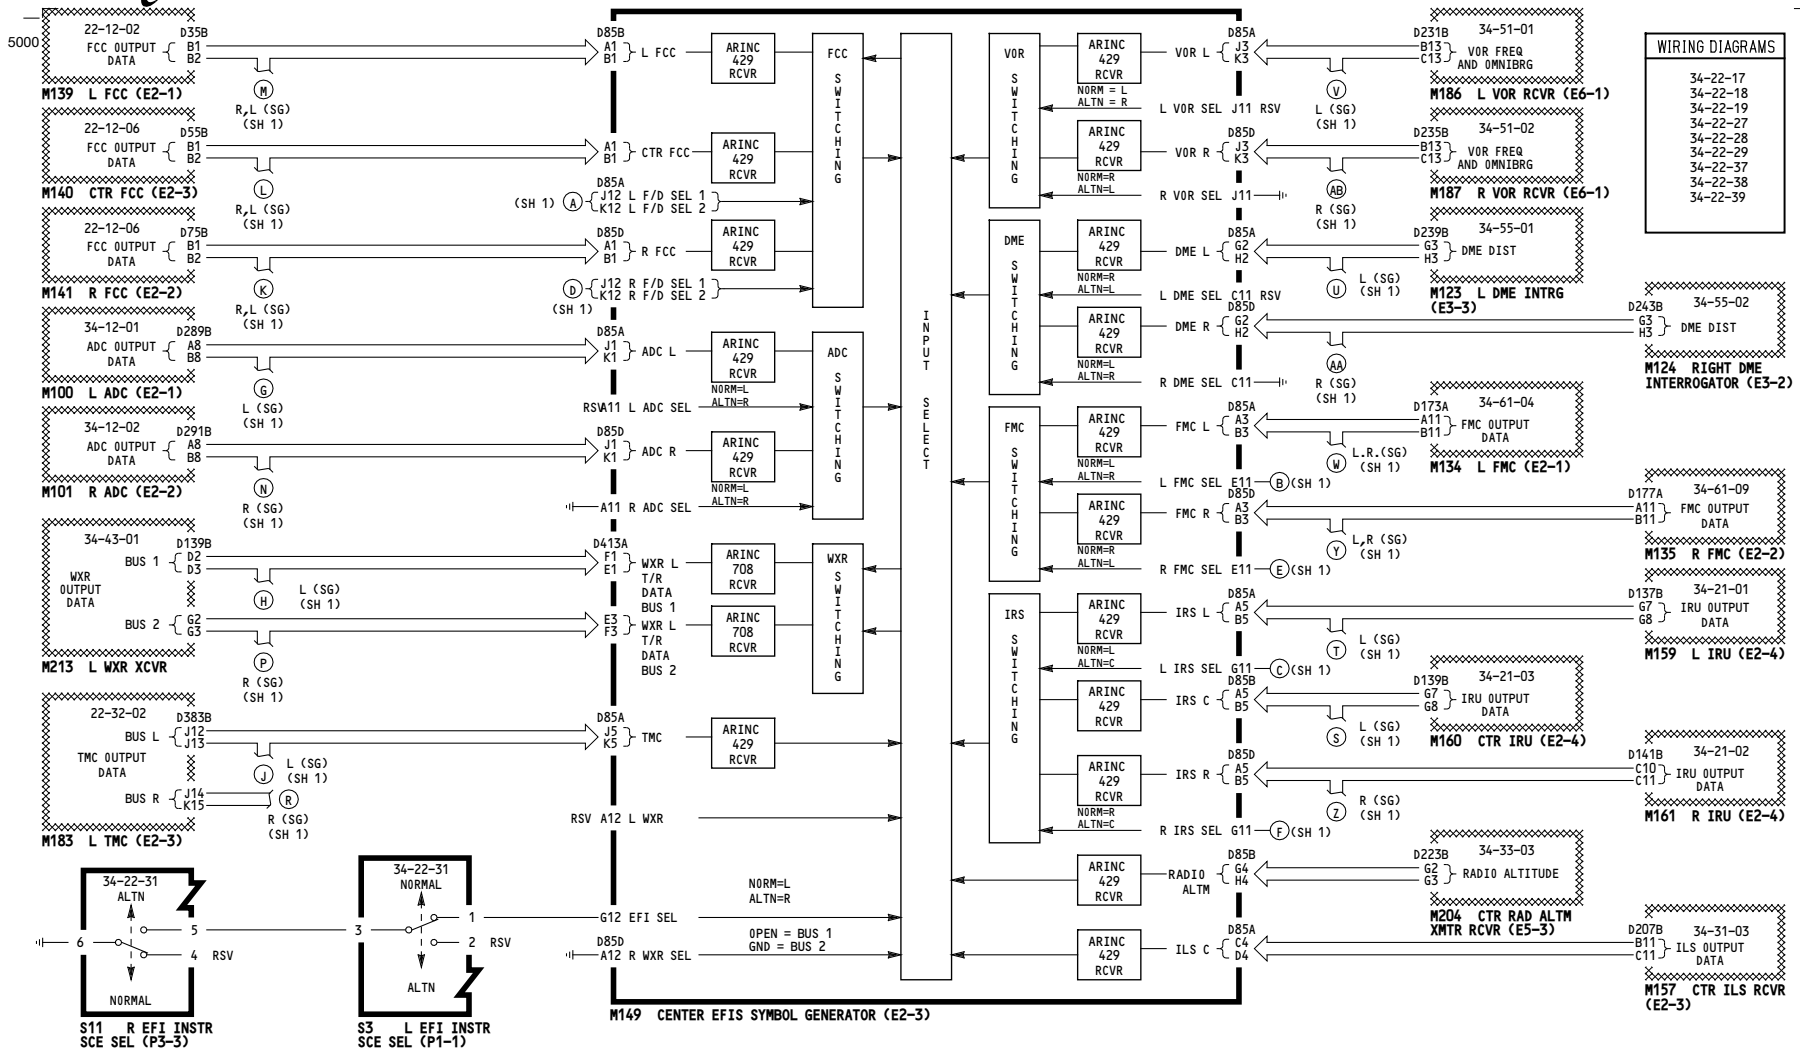 5000
22-12-02
FCC OUTPUT
DATA
D35B
B1
B2
M139 L FCC (E2-1)
M
R,L (SG)
(SH 1)
22-12-06
FCC OUTPUT
DATA
D55B
B1
B2
M140 CTR FCC (E2-3)
L
R,L (SG)
(SH 1)
22-12-06
FCC OUTPUT
DATA
D75B
B1
B2
M141 R FCC (E2-2)
K
R,L (SG)
(SH 1)
34-12-01
ADC OUTPUT
DATA
D289B
A8
B8
M100 L ADC (E2-1)
G
L (SG)
(SH 1)
34-12-02
ADC OUTPUT
DATA
D291B
A8
B8
M101 R ADC (E2-2)
N
R (SG)
(SH 1)
34-43-01
D139B
BUS 1
D2
D3
WXR
OUTPUT
DATA
BUS 2
G2
G3
M213 L WXR XCVR
H
L (SG)
(SH 1)
P
R (SG)
(SH 1)
22-32-02
D383B
BUS L
J12
J13
TMC OUTPUT
DATA
BUS R
J14
K15
M183 L TMC (E2-3)
J
L (SG)
(SH 1)
R
R (SG)
(SH 1)
34-22-31
ALTN
5
6
4 RSV
NORMAL
S11 R EFI INSTR
SCE SEL (P3-3)
34-22-31
NORMAL
1
3
2 RSV
ALTN
S3 L EFI INSTR
SCE SEL (P1-1)
D85B
A1
B1
L FCC
ARINC
429
RCVR
A1
B1
CTR FCC
ARINC
429
RCVR
D85A
(SH 1) A
J12 L F/D SEL 1
K12 L F/D SEL 2
D85D
A1
B1
R FCC
ARINC
429
RCVR
D
(SH 1)
J12 R F/D SEL 1
K12 R F/D SEL 2
FCC
SWITCHING
D85A
J1
K1
ADC L
ARINC
429
RCVR
NORM=L
ALTN=R
RSVA11 L ADC SEL
D85D
J1
K1
ADC R
ARINC
429
RCVR
NORM=L
ALTN=R
A11 R ADC SEL
ADC
SWITCHING
D413A
F1
E1
WXR L
T/R
DATA
BUS 1
ARINC
708
RCVR
E3
F3
WXR L
T/R
DATA
BUS 2
ARINC
708
RCVR
WXR
SWITCHING
D85A
J5
K5
TMC
ARINC
429
RCVR
RSV A12 L WXR
NORM=L
ALTN=R
G12 EFI SEL
OPEN = BUS 1
GND = BUS 2
D85D
A12 R WXR SEL
INPUT SELECT
M149 CENTER EFIS SYMBOL GENERATOR (E2-3)
VOR
SWITCHING
ARINC
429
RCVR
VOR L
D85A
J3
K3
NORM = L
ALTN = R
L VOR SEL J11 RSV
ARINC
429
RCVR
VOR R
D85D
J3
K3
NORM=R
ALTN=L
R VOR SEL J11
DME
SWITCHING
ARINC
429
RCVR
DME L
D85A
G2
H2
NORM=R
ALTN=L
L DME SEL C11 RSV
ARINC
429
RCVR
DME R
D85D
G2
H2
NORM=L
ALTN=R
R DME SEL C11
FMC
SWITCHING
ARINC
429
RCVR
FMC L
D85A
A3
B3
NORM=L
ALTN=R
L FMC SEL E11 B (SH 1)
ARINC
429
RCVR
FMC R
D85D
A3
B3
NORM=R
ALTN=L
R FMC SEL E11 E (SH 1)
IRS
SWITCHING
ARINC
429
RCVR
IRS L
D85A
A5
B5
NORM=L
ALTN=C
L IRS SEL G11 C (SH 1)
ARINC
429
RCVR
IRS C
D85B
A5
B5
ARINC
429
RCVR
IRS R
D85D
A5
B5
NORM=R
ALTN=C
R IRS SEL G11 F (SH 1)
ARINC
429
RCVR
RADIO
ALTM
D85B
G4
H4
ARINC
429
RCVR
ILS C
D85A
C4
D4
V
L (SG)
(SH 1)
D231B
B13
C13
34-51-01
VOR FREQ
AND OMNIBRG
M186 L VOR RCVR (E6-1)
AB
R (SG)
(SH 1)
D235B
B13
C13
34-51-02
VOR FREQ
AND OMNIBRG
M187 R VOR RCVR (E6-1)
U
L (SG)
(SH 1)
D239B
G3
H3
34-55-01
DME DIST
M123 L DME INTRG
(E3-3)
AA
R (SG)
(SH 1)
D243B
G3
H3
34-55-02
DME DIST
M124 RIGHT DME
INTERROGATOR (E3-2)
W
L.R.(SG)
(SH 1)
D173A
A11
B11
34-61-04
FMC OUTPUT
DATA
M134 L FMC (E2-1)
Y
L,R (SG)
(SH 1)
D177A
A11
B11
34-61-09
FMC OUTPUT
DATA
M135 R FMC (E2-2)
T
L (SG)
(SH 1)
D137B
G7
G8
34-21-01
IRU OUTPUT
DATA
M159 L IRU (E2-4)
S
L (SG)
(SH 1)
D139B
G7
G8
34-21-03
IRU OUTPUT
DATA
M160 CTR IRU (E2-4)
Z
R (SG)
(SH 1)
D141B
C10
C11
34-21-02
IRU OUTPUT
DATA
M161 R IRU (E2-4)
D223B
G2
G3
34-33-03
RADIO ALTITUDE
M204 CTR RAD ALTM
XMTR RCVR (E5-3)
D207B
B11
C11
34-31-03
ILS OUTPUT
DATA
M157 CTR ILS RCVR
(E2-3)
WIRING DIAGRAMS
34-22-17
34-22-18
34-22-19
34-22-27
34-22-28
34-22-29
34-22-37
34-22-38
34-22-39